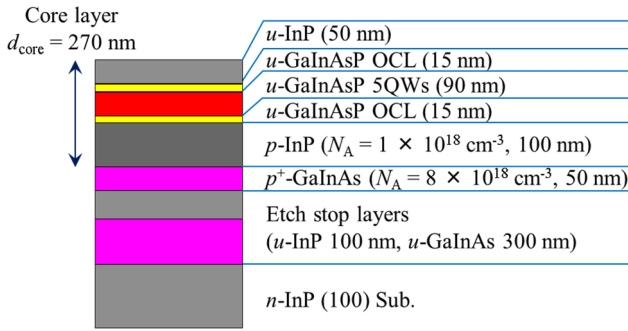 Core layer
d_core = 270 nm
u-InP (50 nm)
u-GaInAsP OCL (15 nm)
u-GaInAsP 5QWs (90 nm)
u-GaInAsP OCL (15 nm)
p-InP (N_A = 1 × 10^18 cm^-3, 100 nm)
p^+-GaInAs (N_A = 8 × 10^18 cm^-3, 50 nm)
Etch stop layers
(u-InP 100 nm, u-GaInAs 300 nm)
n-InP (100) Sub.